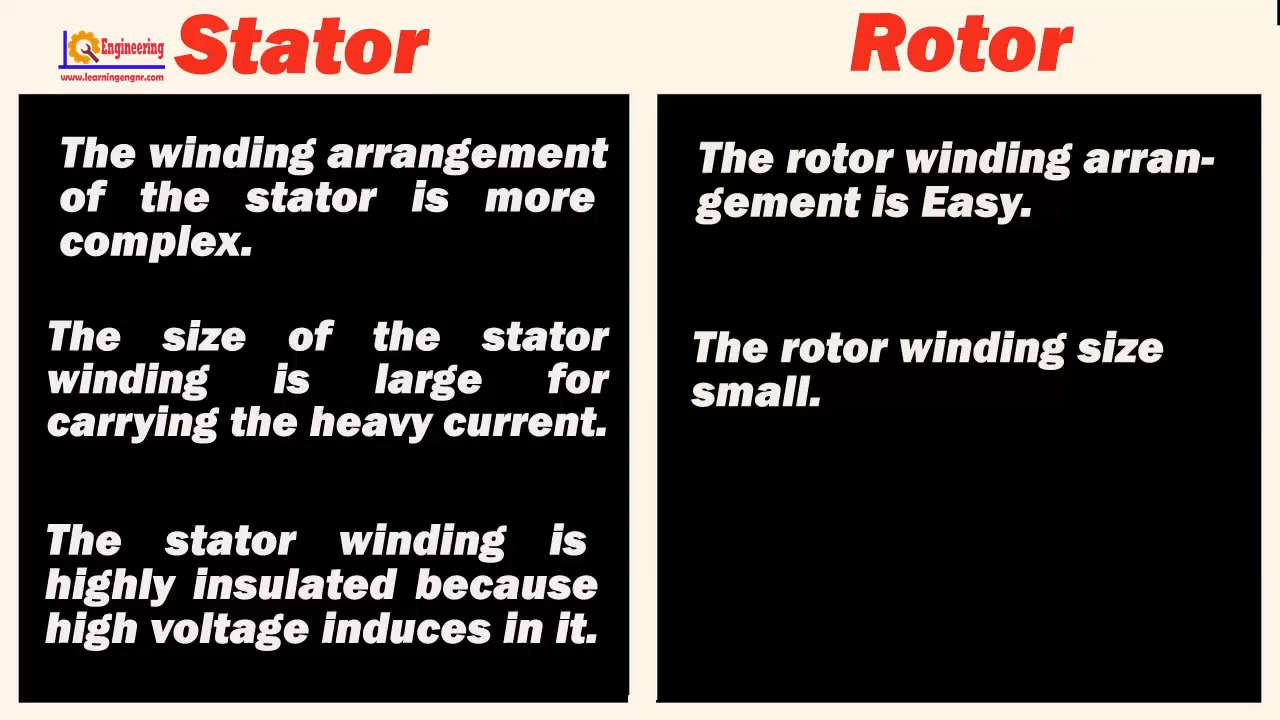 Engineering
www.learningengnr.com
Stator
The winding arrangement
of the stator is more
complex.
The size of the stator
winding is large for
carrying the heavy current.
The stator winding is
highly insulated because
high voltage induces in it.
Rotor
The rotor winding arran-
gement is Easy.
The rotor winding size
small.